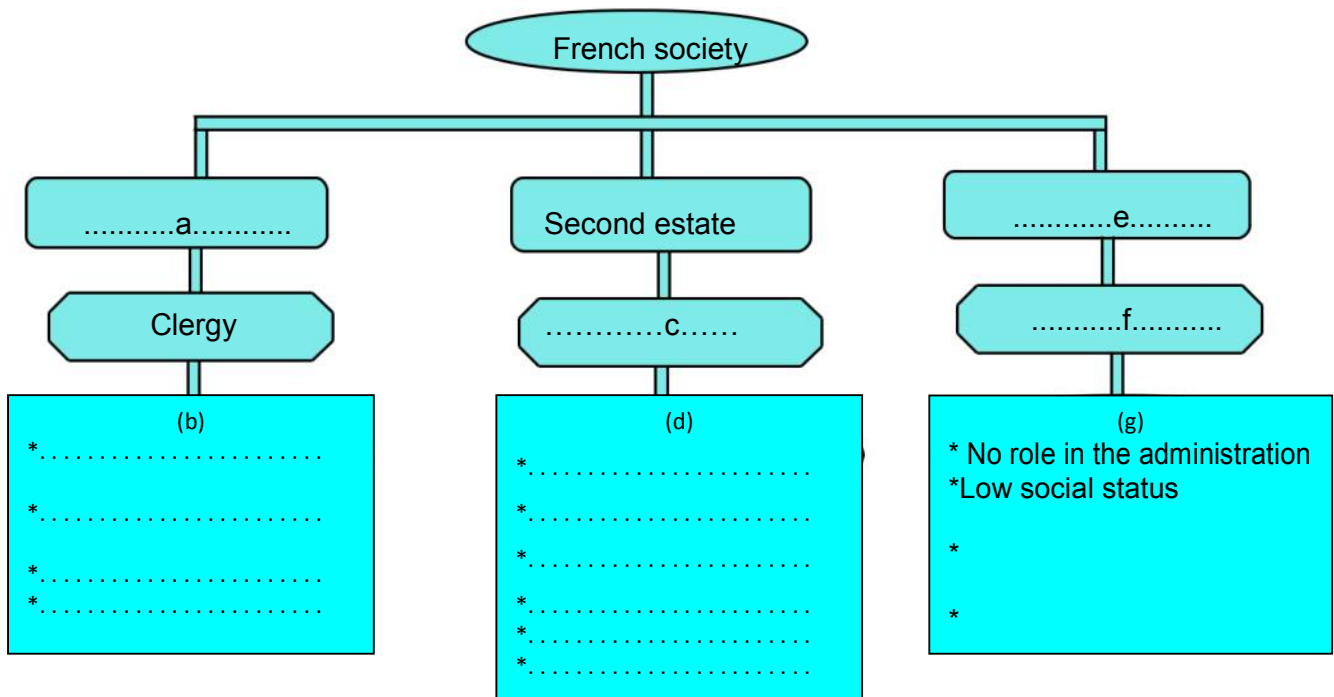 French society
...........a............
Second estate
............e..........
Clergy
............c......
...........f...........
(b)
*. . . . . . . . . . . . . . . . . . . . . . . .
*. . . . . . . . . . . . . . . . . . . . . . . .
*. . . . . . . . . . . . . . . . . . . . . . . .
*. . . . . . . . . . . . . . . . . . . . . . . .
(d)
*. . . . . . . . . . . . . . . . . . . . . . . .
*. . . . . . . . . . . . . . . . . . . . . . . .
*. . . . . . . . . . . . . . . . . . . . . . . .
*. . . . . . . . . . . . . . . . . . . . . . . .
*. . . . . . . . . . . . . . . . . . . . . . . .
*. . . . . . . . . . . . . . . . . . . . . . . .
(g)
* No role in the administration
*Low social status
*
*